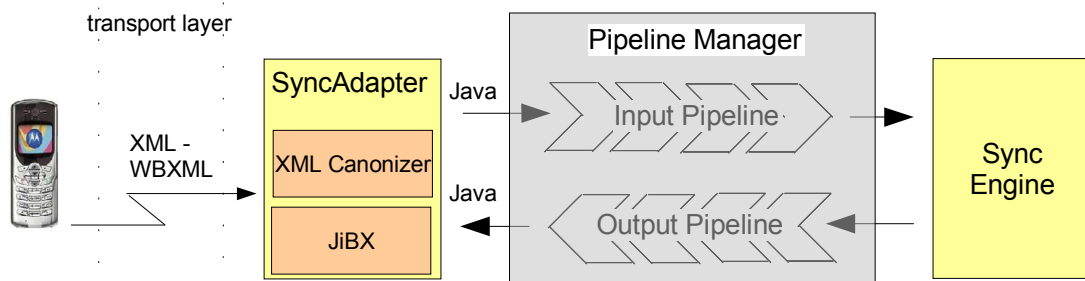 transport layer
Pipeline Manager
SyncAdapter
Java
Input Pipeline
XML -
WBXML
XML Canonizer
Java
Sync
Engine
Output Pipeline
JiBX